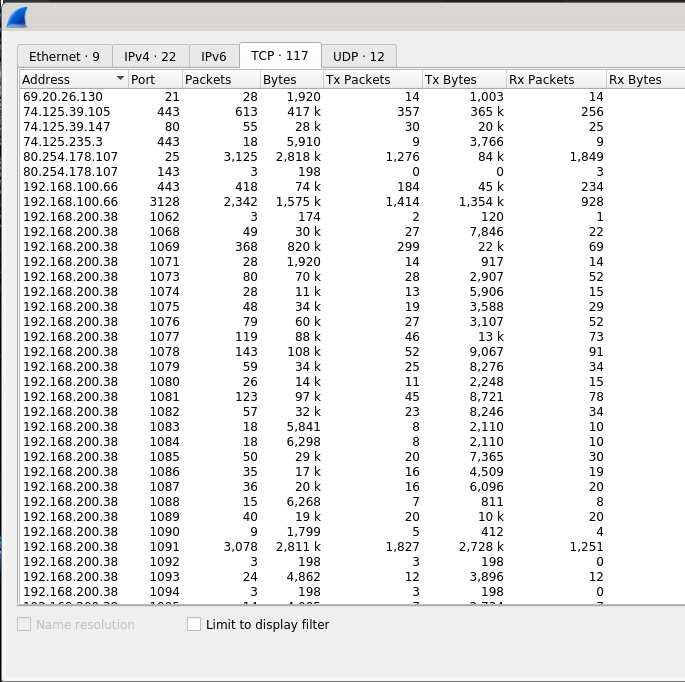 Ethernet · 9 IPv4 · 22 IPv6 TCP · 117 UDP · 12
Address Port Packets Bytes Tx Packets Tx Bytes Rx Packets Rx Bytes
69.20.26.130 21 28 1,920 14 1,003 14
74.125.39.105 443 613 417 k 357 365 k 256
74.125.39.147 80 55 28 k 30 20 k 25
74.125.235.3 443 18 5,910 9 3,766 9
80.254.178.107 25 3,125 2,818 k 1,276 84 k 1,849
80.254.178.107 143 3 198 0 0 3
192.168.100.66 443 418 74 k 184 45 k 234
192.168.100.66 3128 2,342 1,575 k 1,414 1,354 k 928
192.168.200.38 1062 3 174 2 120 1
192.168.200.38 1068 49 30 k 27 7,846 22
192.168.200.38 1069 368 820 k 299 22 k 69
192.168.200.38 1071 28 1,920 14 917 14
192.168.200.38 1073 80 70 k 28 2,907 52
192.168.200.38 1074 28 11 k 13 5,906 15
192.168.200.38 1075 48 34 k 19 3,588 29
192.168.200.38 1076 79 60 k 27 3,107 52
192.168.200.38 1077 119 88 k 46 13 k 73
192.168.200.38 1078 143 108 k 52 9,067 91
192.168.200.38 1079 59 34 k 25 8,276 34
192.168.200.38 1080 26 14 k 11 2,248 15
192.168.200.38 1081 123 97 k 45 8,721 78
192.168.200.38 1082 57 32 k 23 8,246 34
192.168.200.38 1083 18 5,841 8 2,110 10
192.168.200.38 1084 18 6,298 8 2,110 10
192.168.200.38 1085 50 29 k 20 7,365 30
192.168.200.38 1086 35 17 k 16 4,509 19
192.168.200.38 1087 36 20 k 16 6,096 20
192.168.200.38 1088 15 6,268 7 811 8
192.168.200.38 1089 40 19 k 20 10 k 20
192.168.200.38 1090 9 1,799 5 412 4
192.168.200.38 1091 3,078 2,811 k 1,827 2,728 k 1,251
192.168.200.38 1092 3 198 3 198 0
192.168.200.38 1093 24 4,862 12 3,896 12
192.168.200.38 1094 3 198 3 198 0
Name resolution Limit to display filter